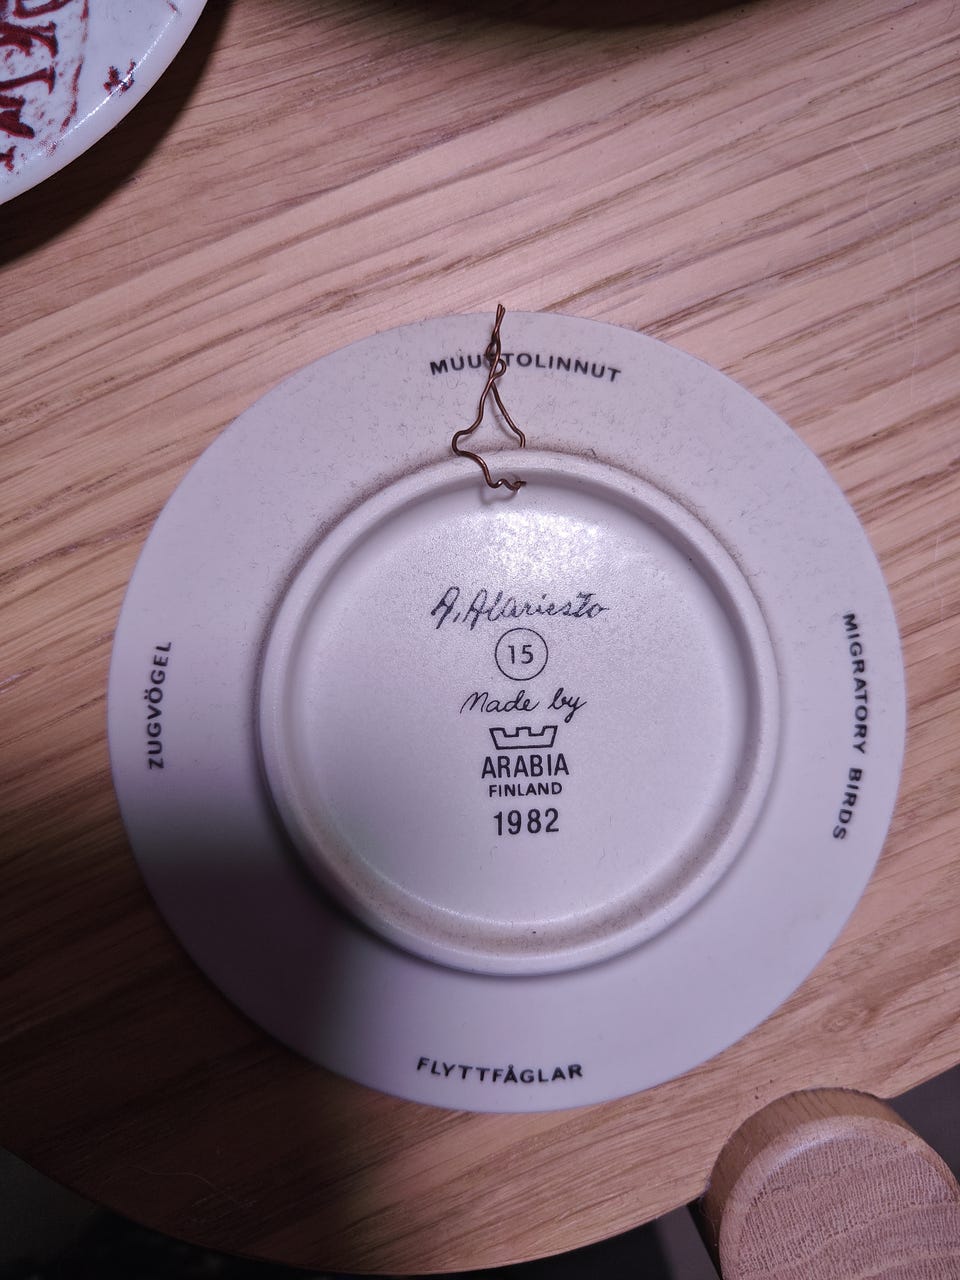 MUUTTOLINNUT
A. Alariesto
15
Made by
ARABIA
FINLAND
1982
ZUGVÖGEL
MIGRATORY BIRDS
FLYTTFÅGLAR